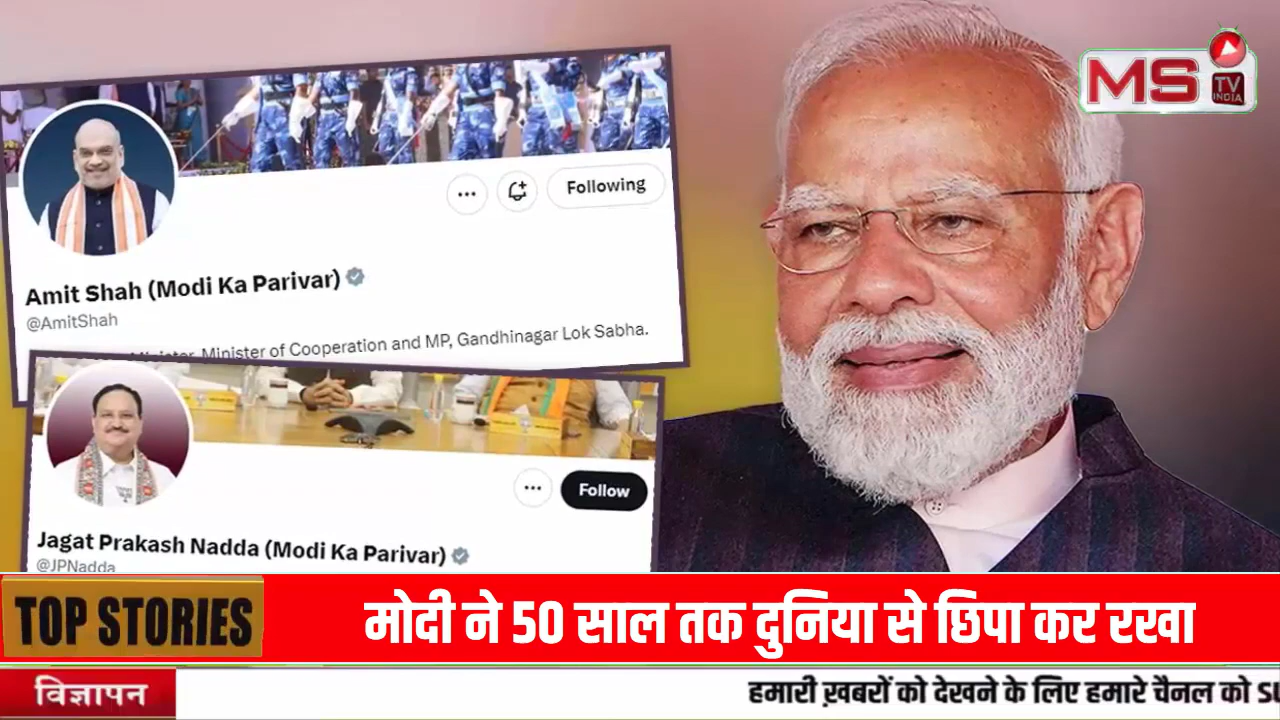 MS
TV
INDIA
Following
Amit Shah (Modi Ka Parivar)
@AmitShah
Minister, Minister of Cooperation and MP, Gandhinagar Lok Sabha.
Follow
Jagat Prakash Nadda (Modi Ka Parivar)
@JPNadda
TOP STORIES
मोदी ने 50 साल तक दुनिया से छिपा कर रखा
विज्ञापन
हमारी ख़बरों को देखने के लिए हमारे चैनल को SU